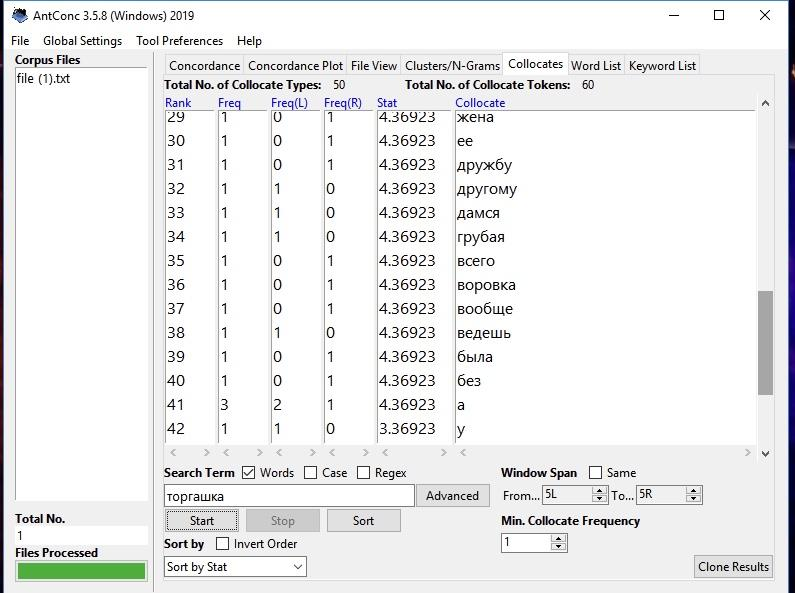 AntConc 3.5.8 (Windows) 2019
File Global Settings Tool Preferences Help
Corpus Files
file (1).txt
Concordance Concordance Plot File View Clusters/N-Grams Collocates Word List Keyword List
Total No. of Collocate Types: 50 Total No. of Collocate Tokens: 60
Rank Freq Freq(L) Freq(R) Stat Collocate
29 1 0 1 4.36923 жена
30 1 0 1 4.36923 ее
31 1 0 1 4.36923 дружбу
32 1 1 0 4.36923 другому
33 1 1 0 4.36923 дамся
34 1 1 0 4.36923 грубая
35 1 0 1 4.36923 всего
36 1 0 1 4.36923 воровка
37 1 0 1 4.36923 вообще
38 1 1 0 4.36923 ведешь
39 1 0 1 4.36923 была
40 1 0 1 4.36923 без
41 3 2 1 4.36923 а
42 1 1 0 3.36923 у
Search Term Words Case Regex Window Span Same
торгашка Advanced From... 5L To... 5R
Start Stop Sort Min. Collocate Frequency
Sort by Invert Order 1
Sort by Stat Clone Results
Total No.
1
Files Processed